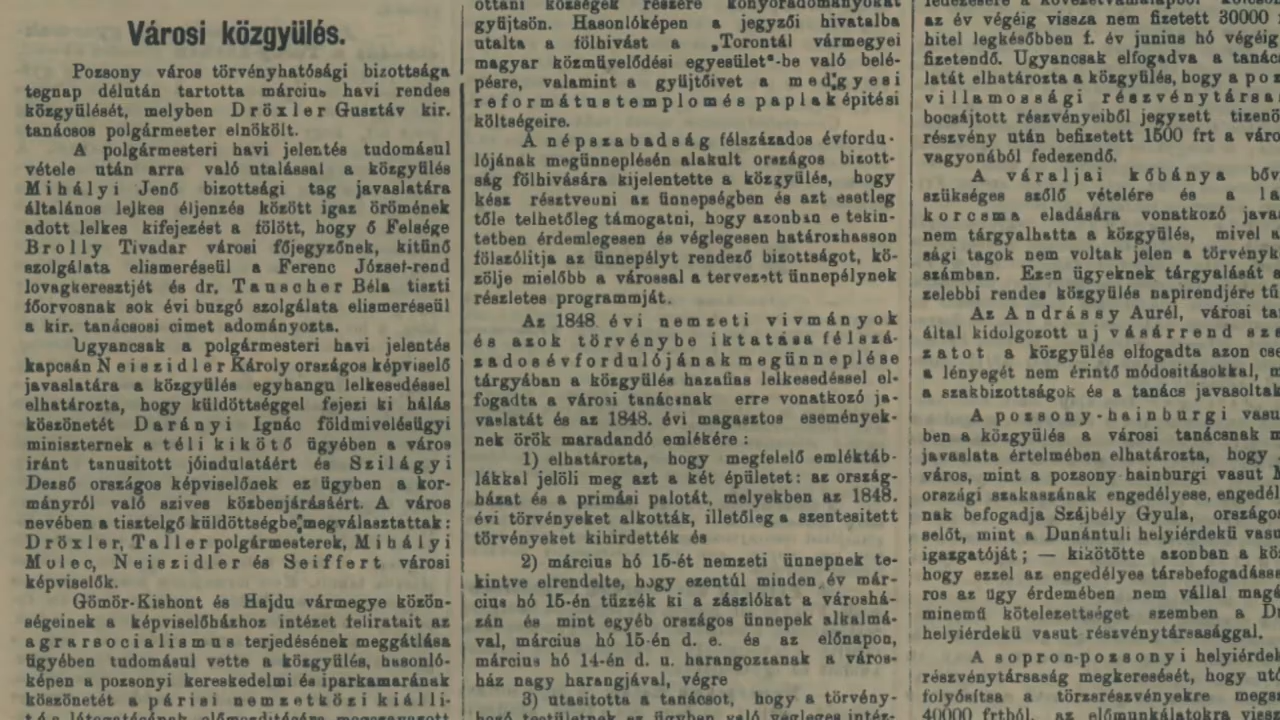 Városi közgyülés.
Pozsony város törvényhatósági bizottsága
tegnap délután tartotta március havi rendes
közgyülését, melyben Dröxler Gusztáv kir.
tanácsos polgármester elnökölt.
A polgármesteri havi jelentés tudomásul
vétele után arra való utalással a közgyülés
Mihályi Jenő bizottsági tag javaslatára
általános lejkes éljenzés között igaz örömének
adott lelkes kifejezést a fölött, hogy ő Felsége
Brolly Tivadar városi főjegyzőnek, kitünő
szolgálata elismeréseül a Ferenc József-rend
lovagkeresztjét és dr. Tauscher Béla tiszti
főorvosnak sok évi buzgó szolgálata elismeréseül
a kir. tanácsosi cimet adományozta.
Ugyancsak a polgármesteri havi jelentés
kapcsán Neiszidler Károly országos képviselő
javaslatára a közgyülés egyhangu lelkesedéssel
elhatározta, hogy küldöttséggel fejezi ki hálás
köszönetét Darányi Ignác földmivelésügyi
miniszternek a téli kikötő ügyében a város
iránt tanusitott jóindulatáért és Szilágyi
Dezső országos képviselőnek ez ügyben a kor-
mányról való szives közbenjárásáért. A város
nevében a tisztelgő küldöttségbe megválasztattak:
Dröxler, Taller polgármesterek, Mihályi
Molec, Neiszidler és Seiffert városi
képviselők.
Gömör-Kishont és Hajdu vármegye közön-
ségeinek a képviselőházhoz intézet feliratait az
agrarsocialismus terjedésének meggátlása
ügyében tudomásul vette a közgyülés, hasonló-
képen a pozsonyi kereskedelmi és iparkamarának
köszönetét a párisi nemzetközi kiálli-
ottani községek részére könyöradományokat
gyüjtsön. Hasonlóképen a jegyzői hivatalba
utalta a fölhivást a „Torontál vármegyei
magyar közmüvelődési egyesület"-be való belé-
pésre, valamint a gyüjtőivet a medgyesi
református templom és paplak épitési
költségeire.
A népszabadság félszázados évfordu-
lójának megünneplésén alakult országos bizott-
ság fölhivására kijelentette a közgyülés, hogy
kész résztvenni az ünnepségben és azt esetleg
tőle telhetőleg támogatni, hogy azonban e tekin-
tetben érdemlegesen és véglegesen határozhasson
fölszólitja az ünnepélyt rendező bizottságot, kö-
zölje mielőbb a várossal a tervezett ünnepélynek
részletes programmját.
Az 1848. évi nemzeti vivmányok
és azok törvénybe iktatása félszá-
zados évfordulójának megünneplése
tárgyában a közgyülés hazafias lelkesedéssel el-
fogadta a városi tanácsnak erre vonatkozó ja-
vaslatát és az 1848. évi magasztos események-
nek örök maradandó emlékére:
1) elhatározta, hogy megfelelő emléktáb-
lákkal jelöli meg azt a két épületet: az ország-
házat és a primási palotát, melyekben az 1848.
évi törvényeket alkották, illetőleg a szentesitett
törvényeket kihirdették és
2) március hó 15-ét nemzeti ünnepnek te-
kintve elrendelte, hogy ezentúl minden év már-
cius hó 15-én tüzzék ki a zászlókat a városhá-
zán és mint egyéb országos ünnepek alkalmá-
val, március hó 15-én d. e. és az előnapon,
március hó 14-én d. u. harangozzanak a város-
ház nagy harangjával, végre
3) utasitotta a tanácsot, hogy a törvény-
az év végéig vissza nem fizetett 30000
hitel legkésőbben f. év junius hó végéig
fizetendő. Ugyancsak elfogadva a tanác
latát elhatározta a közgyülés, hogy a poz
villamossági részvénytársa
bocsájtott részvényeiből jegyzett tizenö
részvény után befizetett 1500 frt a váro
vagyonából fedezendő.
A váraljai kőbánya bőv
szükséges szőlő vételére és a la
korcsma eladására vonatkozó javas
nem tárgyalhatta a közgyülés, mivel a
sági tagok nem voltak jelen a törvényk
számban. Ezen ügyeknek tárgyalását a
zelebbi rendes közgyülés napirendjére tü
Az Andrássy Aurél, városi ta
által kidolgozott uj vásárrend sza
zatot a közgyülés elfogadta azon cse
a lényegét nem érintő módositásokkal, m
a szakbizottságok és a tanács javasoltak
A pozsony-hainburgi vasu
ben a közgyülés a városi tanácsnak m
javaslata értelmében elhatározta, hogy
város, mint a pozsony-hainburgi vasut
országi szakaszának engedélyese, engedél
nak befogadja Szájbély Gyula, országos
selőt, mint a Dunántuli helyiérdekü vasu
igazgatóját; — kikötötte azonban a kö
hogy ezzel az engedélyes társbefogadássa
ros az ügy érdemében nem vállal magá
minemű kötelezettséget szemben a D
helyiérdekü vasut részvénytársasággal.
A sopron-pozsonyi helyiérdek
részvénytársaság megkeresését, hogy utó
folyósitsa a törzsrészvényekre megs
40000 frtból, az előmunkálatokra